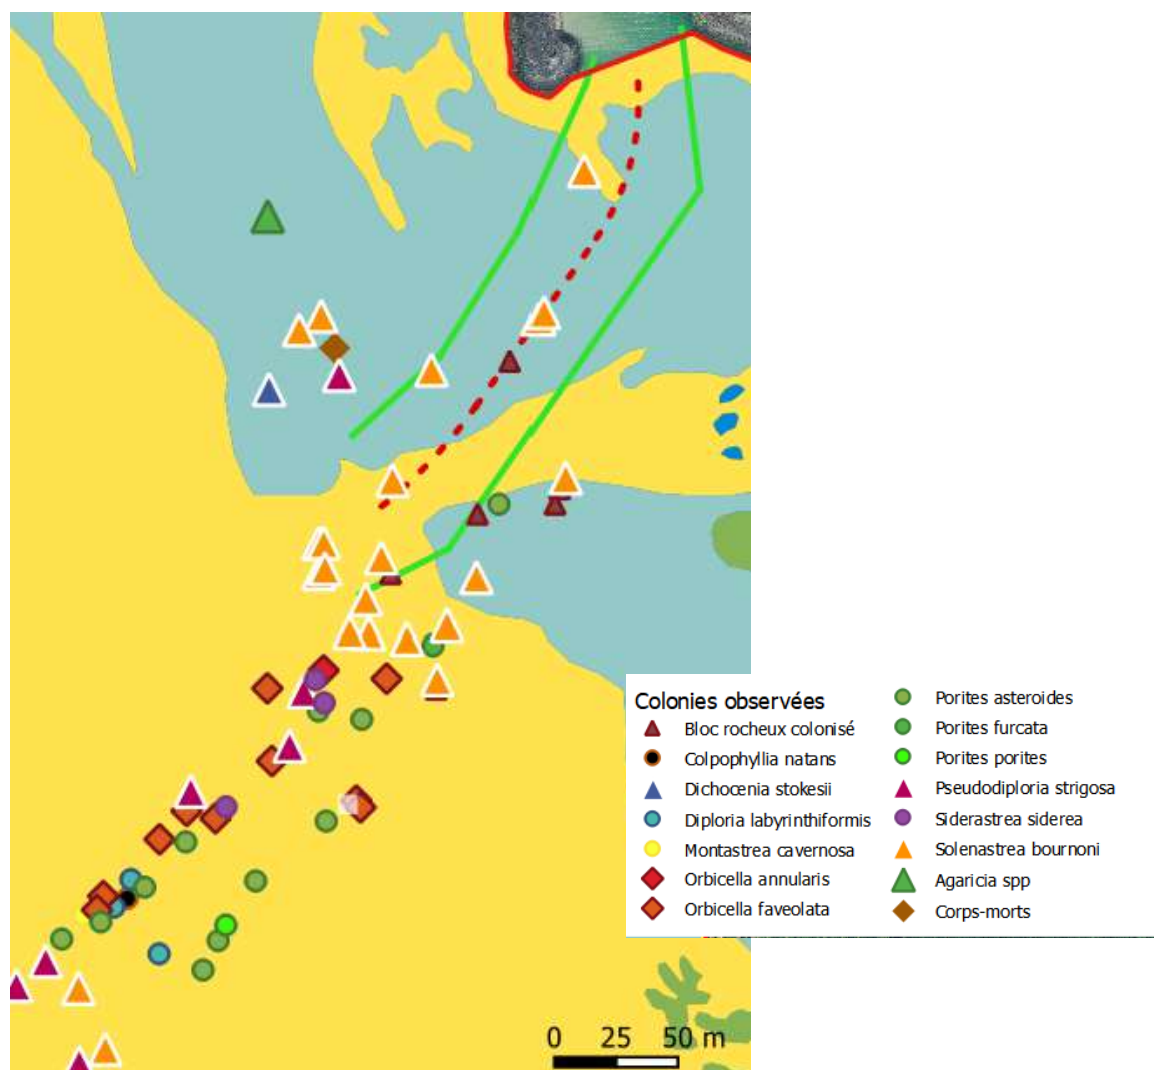 Colonies observées
Bloc rocheux colonisé
Colpophyllia natans
Dichocenia stokesii
Diploria labyrinthiformis
Montastrea cavernosa
Orbicella annularis
Orbicella faveolata
Porites asteroides
Porites furcata
Porites porites
Pseudodiploria strigosa
Siderastrea siderea
Solenastrea bournoni
Agaricia spp
Corps-morts
0 25 50 m